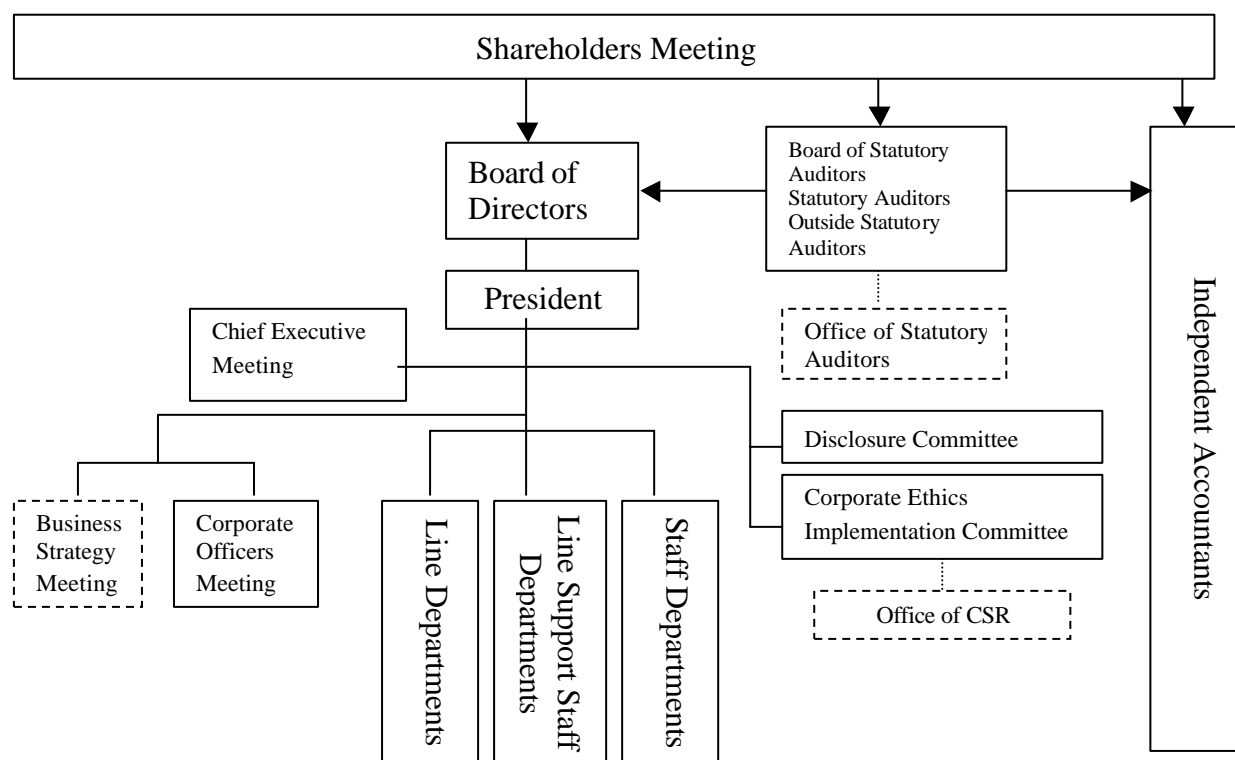 Shareholders Meeting
Board of
Directors
Board of Statutory
Auditors
Statutory Auditors
Outside Statutory
Auditors
Independent Accountants
President
Chief Executive
Meeting
Office of Statutory
Auditors
Disclosure Committee
Corporate Ethics
Implementation Committee
Office of CSR
Business
Strategy
Meeting
Corporate
Officers
Meeting
Line Departments
Line Support Staff
Departments
Staff Departments